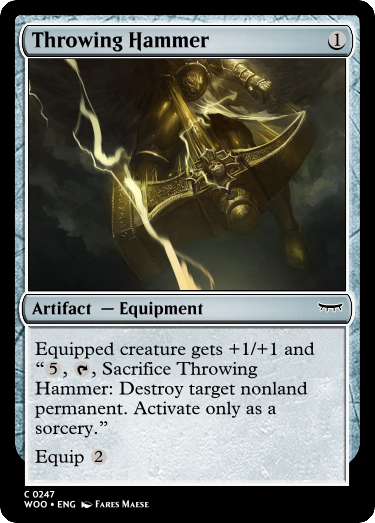 Throwing Hammer 1
Artifact — Equipment
Equipped creature gets +1/+1 and
“5, T, Sacrifice Throwing
Hammer: Destroy target nonland
permanent. Activate only as a
sorcery.”
Equip 2
C 0247
WOO • ENG Fares Maese